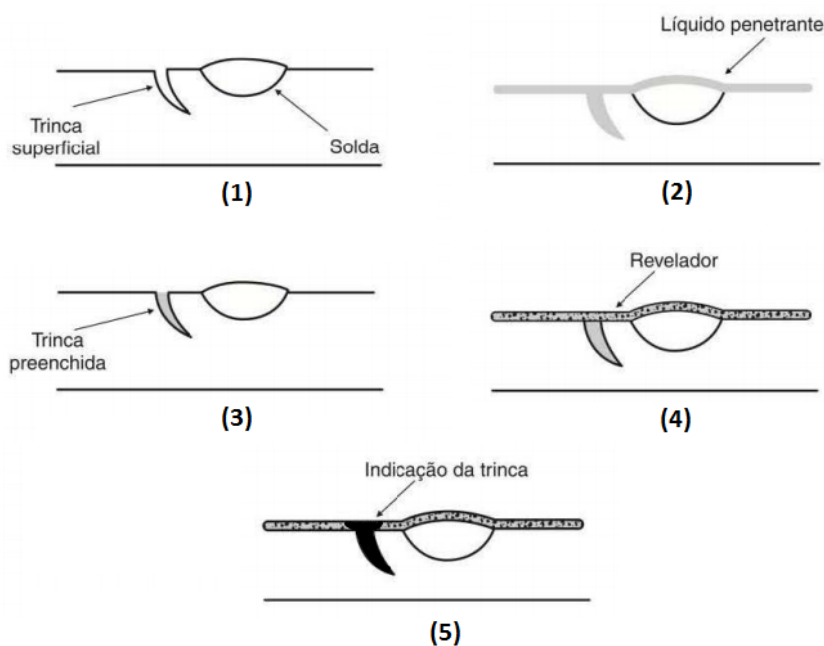 Trinca
superficial
Solda
(1)
Líquido penetrante
(2)
Trinca
preenchida
(3)
Revelador
(4)
Indicação da trinca
(5)